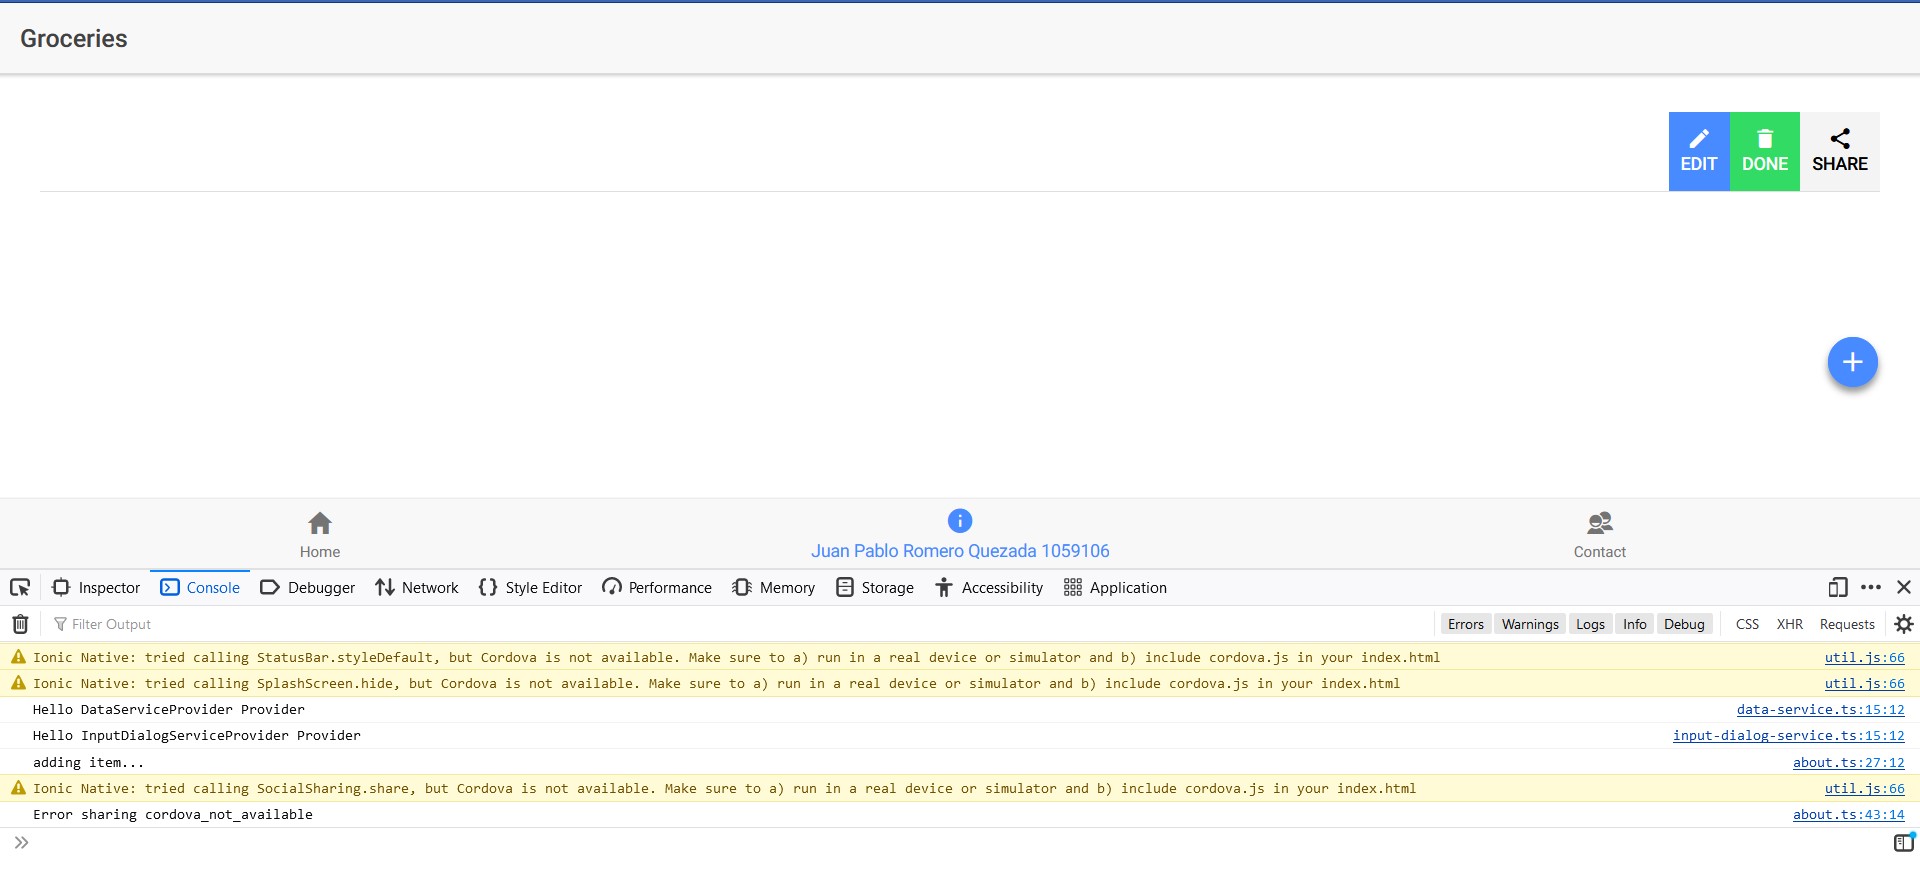 Groceries
EDIT DONE SHARE
Home Juan Pablo Romero Quezada 1059106 Contact
Inspector Console Debugger Network Style Editor Performance Memory Storage Accessibility Application
Filter Output Errors Warnings Logs Info Debug CSS XHR Requests
Ionic Native: tried calling StatusBar.styleDefault, but Cordova is not available. Make sure to a) run in a real device or simulator and b) include cordova.js in your index.html util.js:66
Ionic Native: tried calling SplashScreen.hide, but Cordova is not available. Make sure to a) run in a real device or simulator and b) include cordova.js in your index.html util.js:66
Hello DataServiceProvider Provider data-service.ts:15:12
Hello InputDialogServiceProvider Provider input-dialog-service.ts:15:12
adding item... about.ts:27:12
Ionic Native: tried calling SocialSharing.share, but Cordova is not available. Make sure to a) run in a real device or simulator and b) include cordova.js in your index.html util.js:66
Error sharing cordova_not_available about.ts:43:14